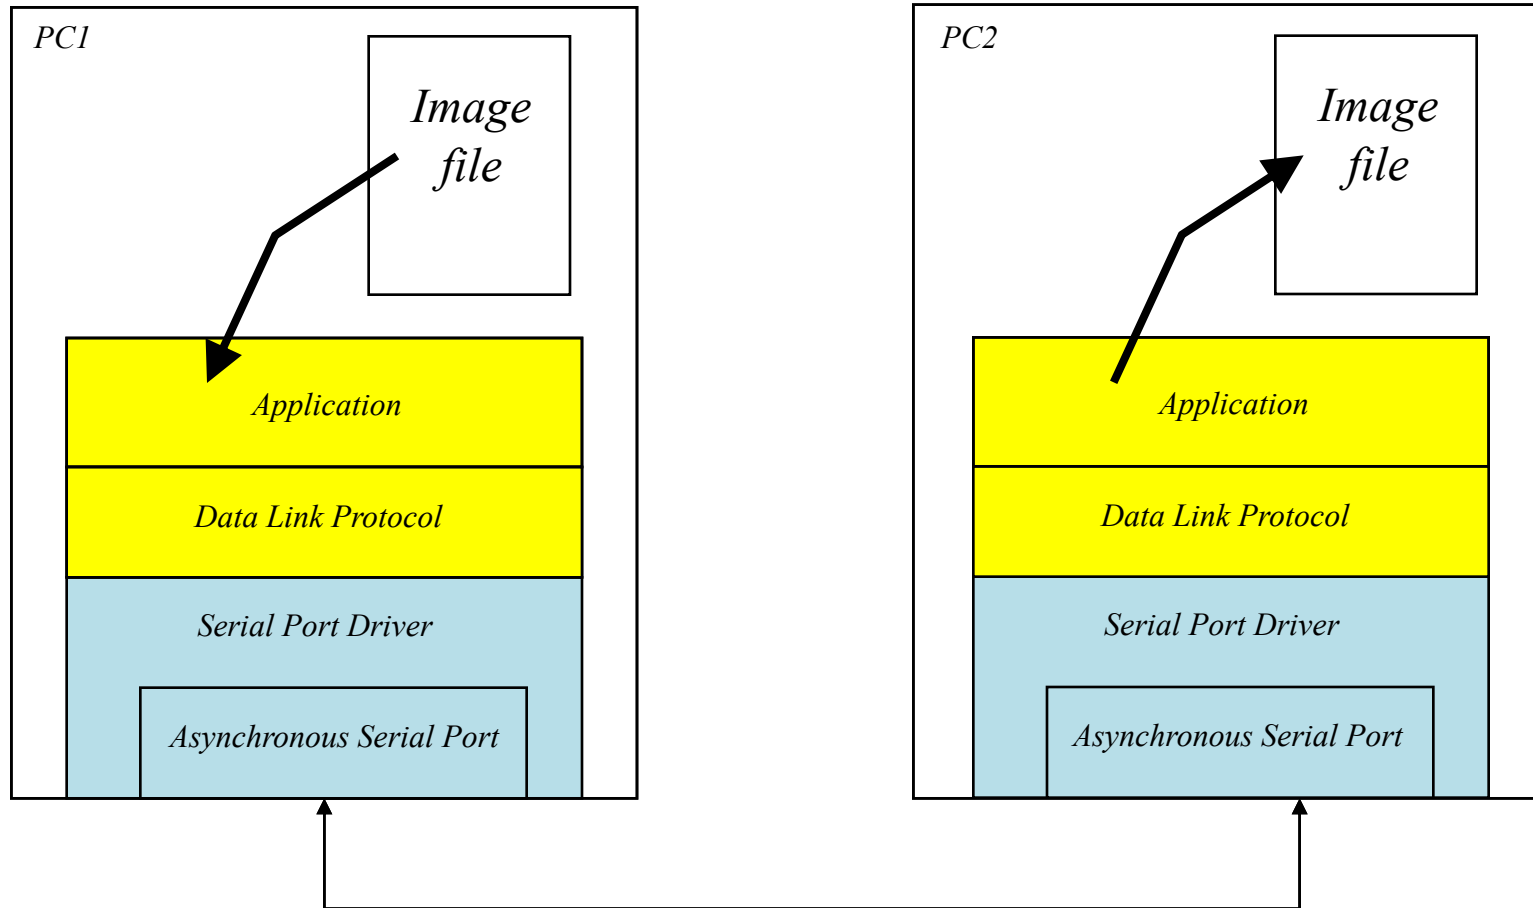 PC1
Image
file
Application
Data Link Protocol
Serial Port Driver
Asynchronous Serial Port
PC2
Image
file
Application
Data Link Protocol
Serial Port Driver
Asynchronous Serial Port